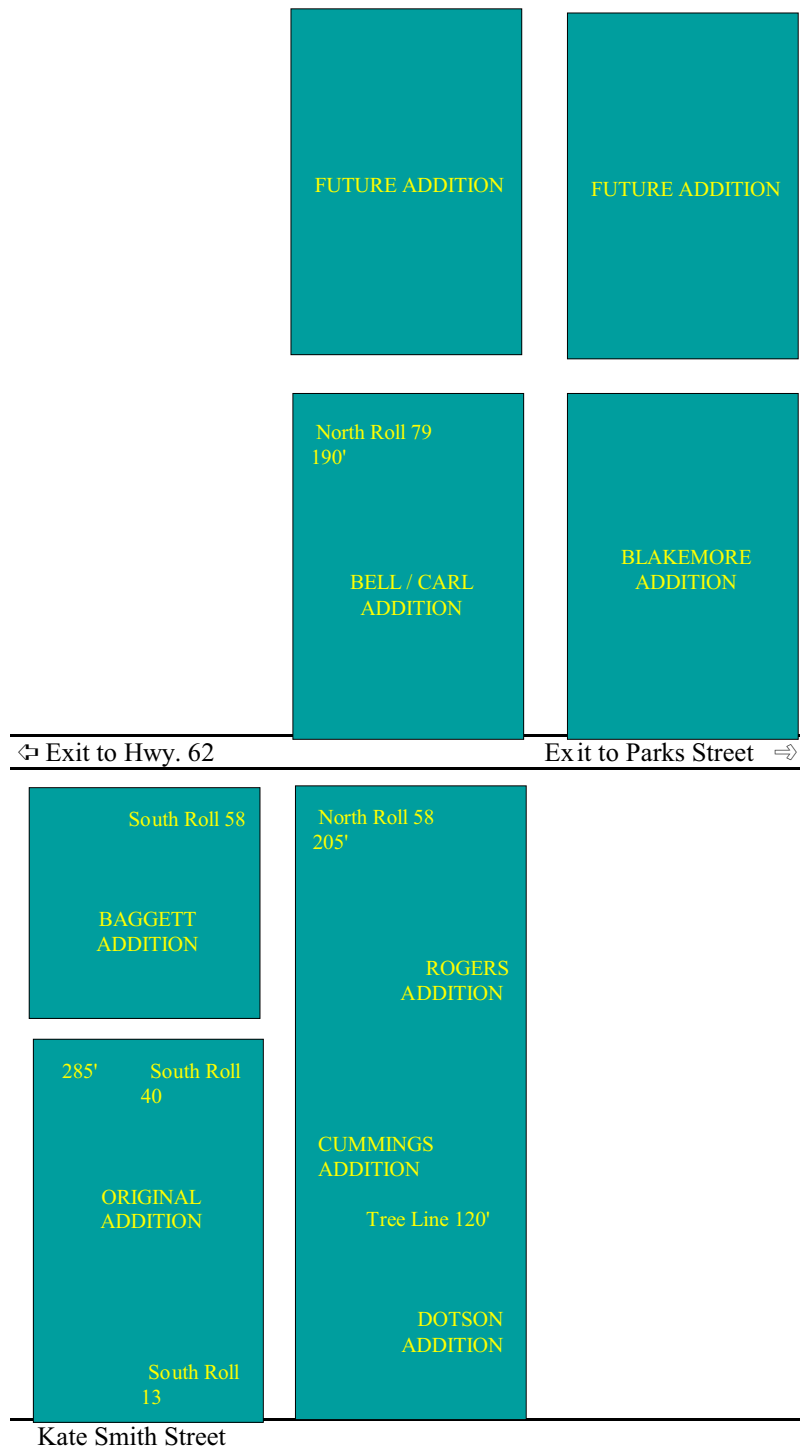 FUTURE ADDITION
FUTURE ADDITION
North Roll 79
190'
BELL / CARL
ADDITION
BLAKEMORE
ADDITION
⇦ Exit to Hwy. 62
Exit to Parks Street ⇨
South Roll 58
BAGGETT
ADDITION
North Roll 58
205'
ROGERS
ADDITION
285' South Roll
40
ORIGINAL
ADDITION
South Roll
13
CUMMINGS
ADDITION
Tree Line 120'
DOTSON
ADDITION
Kate Smith Street